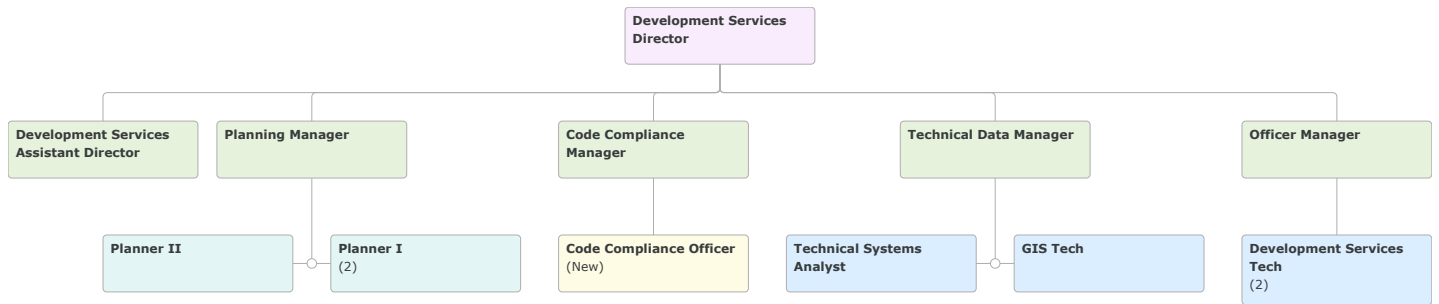 Development Services
Director
Development Services
Assistant Director
Planning Manager
Code Compliance
Manager
Technical Data Manager
Officer Manager
Planner II
Planner I
(2)
Code Compliance Officer
(New)
Technical Systems
Analyst
GIS Tech
Development Services
Tech
(2)